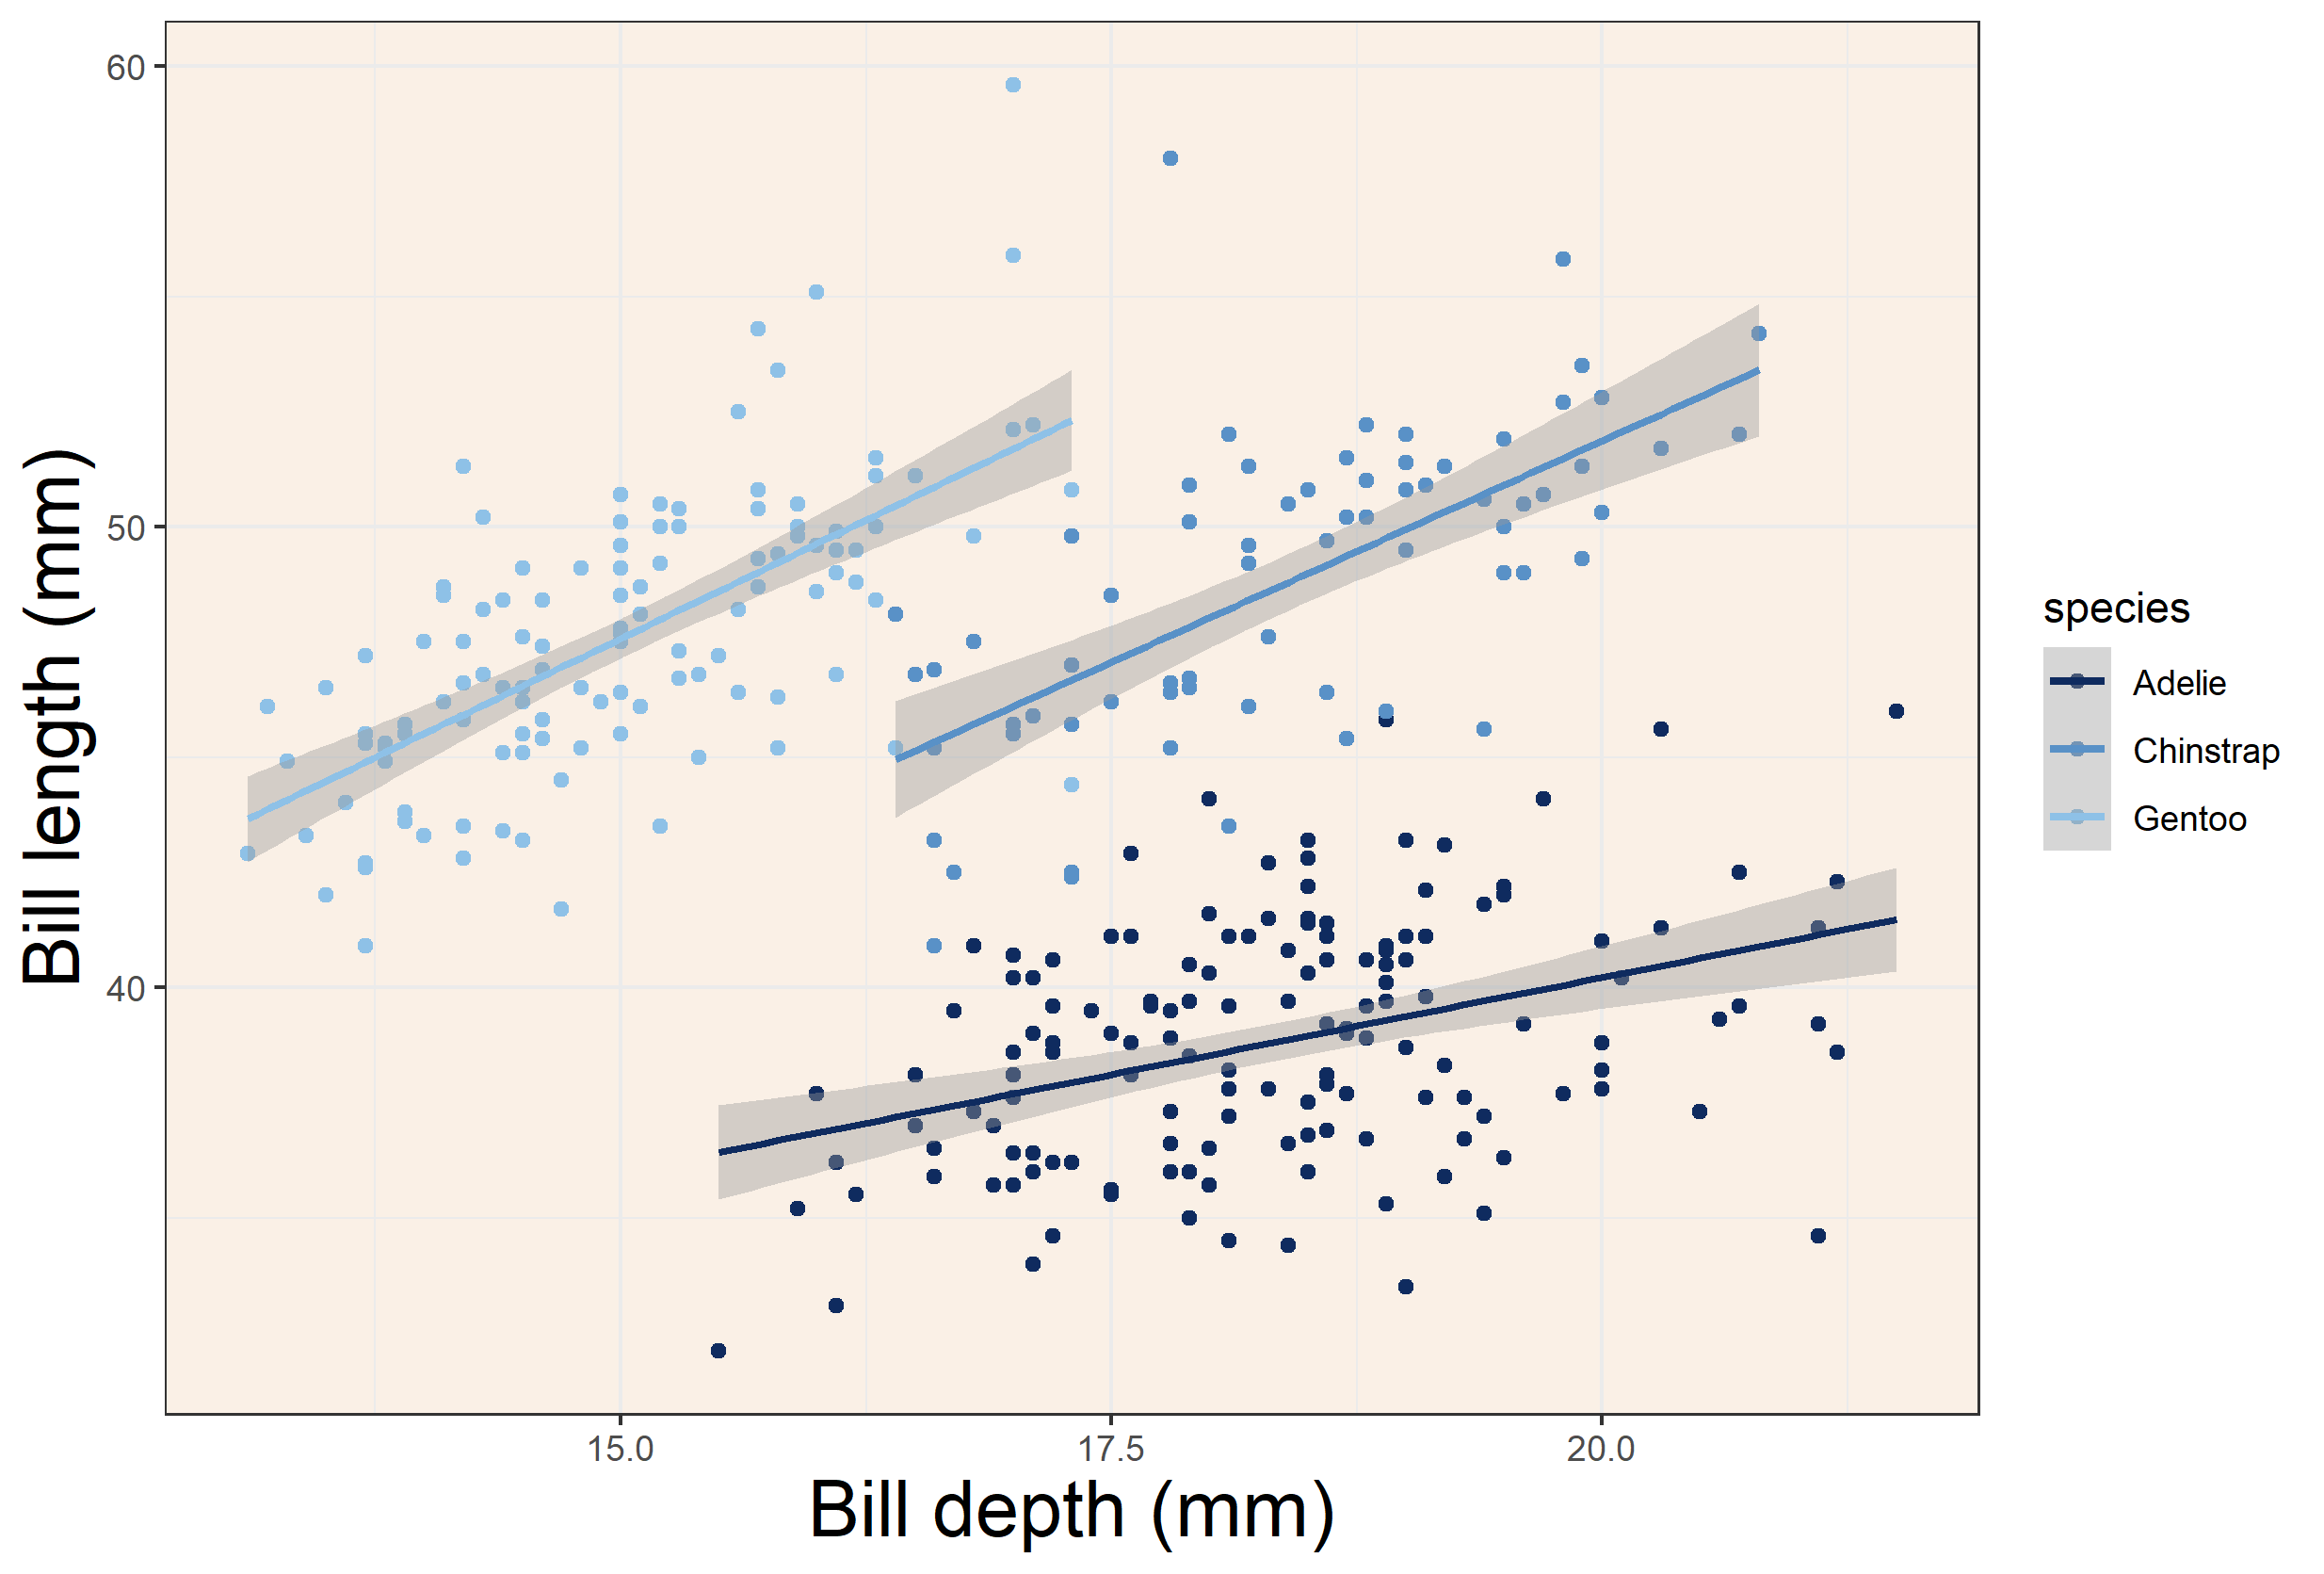 60
50
40
Bill length (mm)
15.0 17.5 20.0
Bill depth (mm)
species
Adelie
Chinstrap
Gentoo